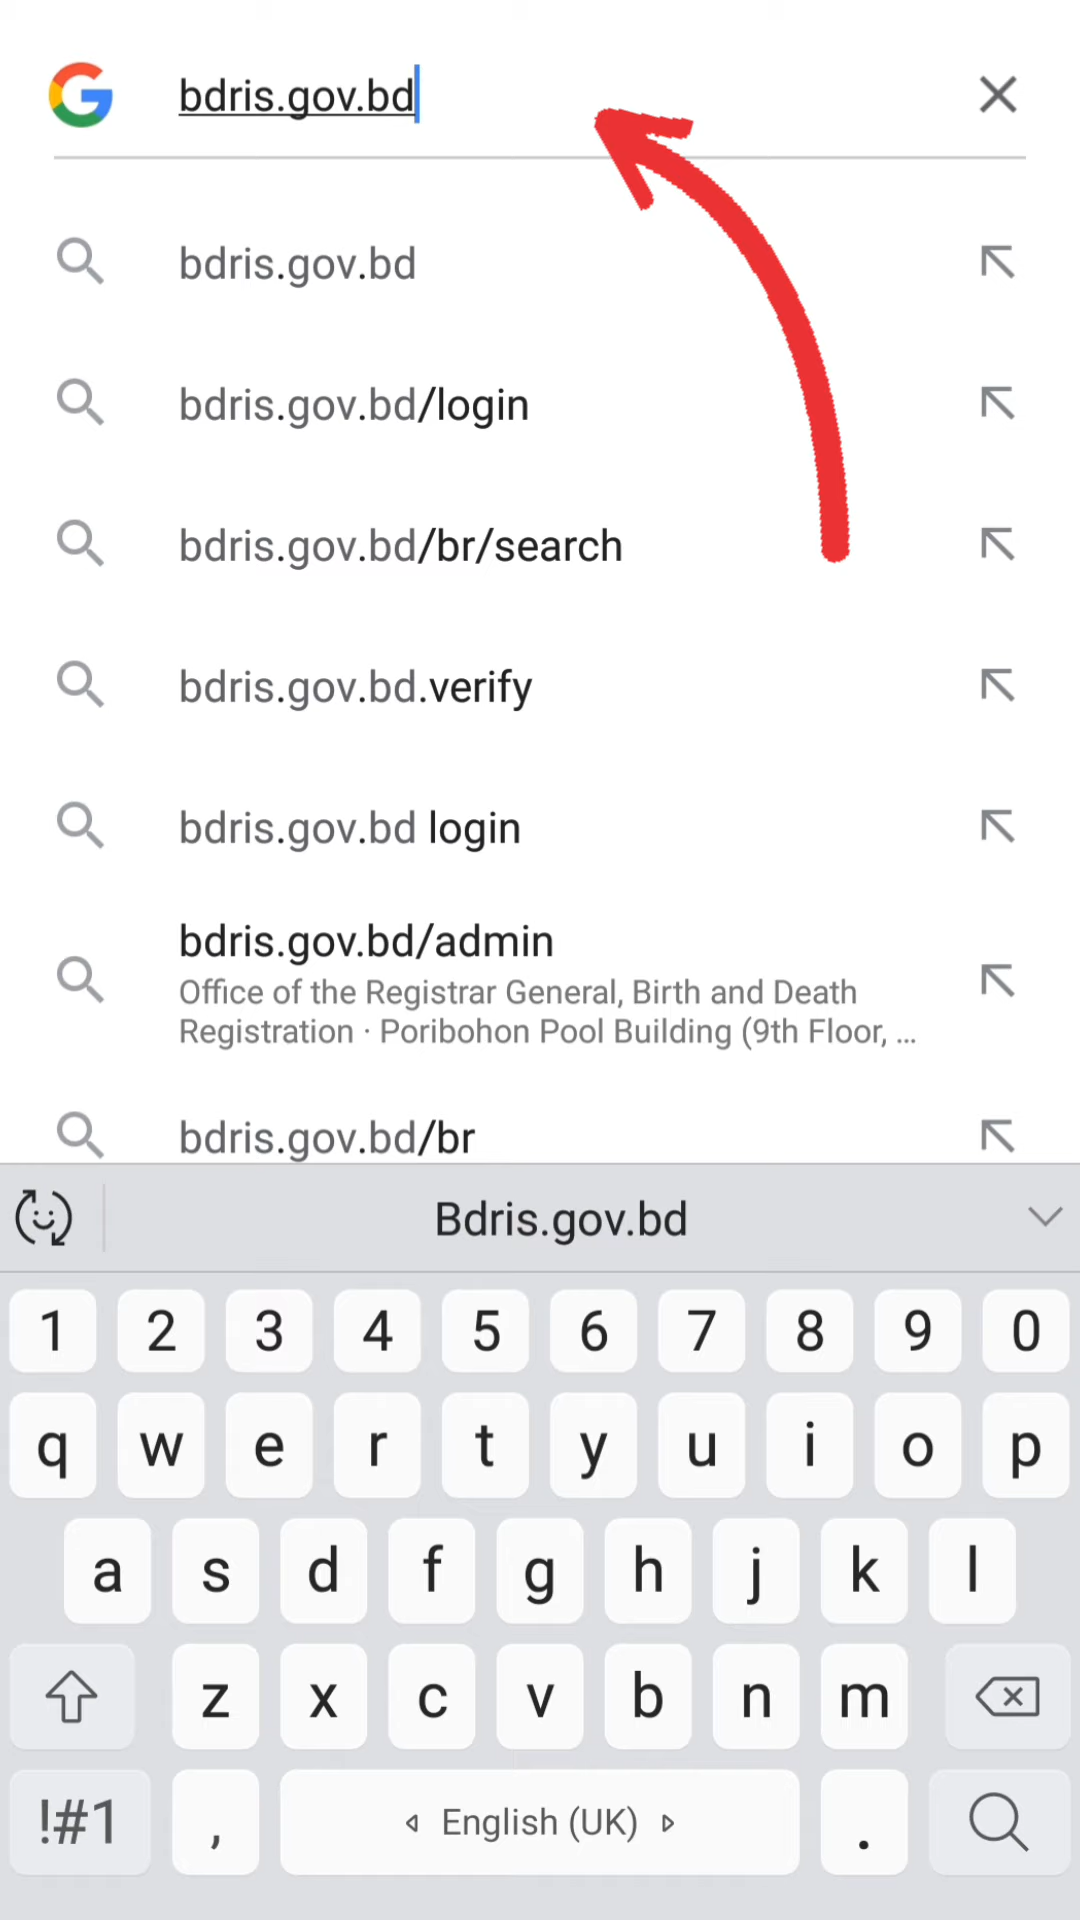 bdris.gov.bd
bdris.gov.bd
bdris.gov.bd/login
bdris.gov.bd/br/search
bdris.gov.bd.verify
bdris.gov.bd login
bdris.gov.bd/admin
Office of the Registrar General, Birth and Death
Registration · Poribohon Pool Building (9th Floor, ...
bdris.gov.bd/br
Bdris.gov.bd
1 2 3 4 5 6 7 8 9 0
q w e r t y u i o p
a s d f g h j k l
z x c v b n m
!#1 , English (UK) .